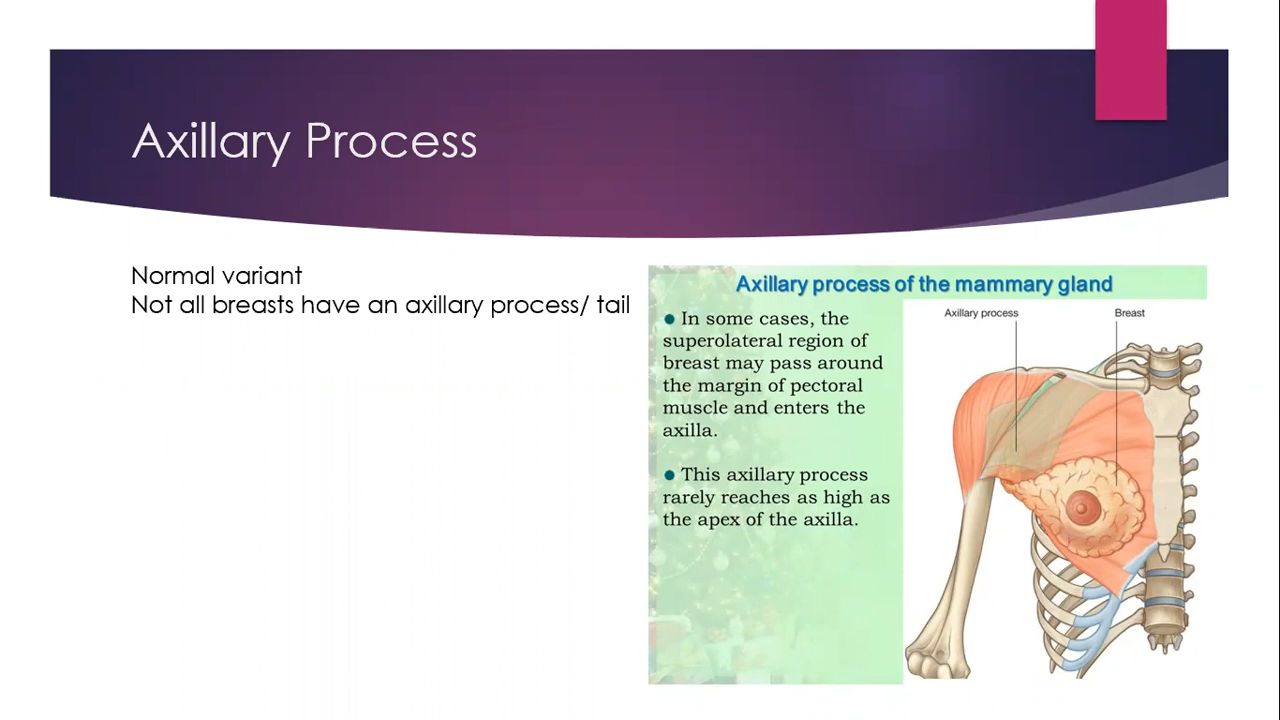 Axillary Process
Normal variant
Not all breasts have an axillary process/ tail
Axillary process of the mammary gland
● In some cases, the
superolateral region of
breast may pass around
the margin of pectoral
muscle and enters the
axilla.
● This axillary process
rarely reaches as high as
the apex of the axilla.
Axillary process
Breast